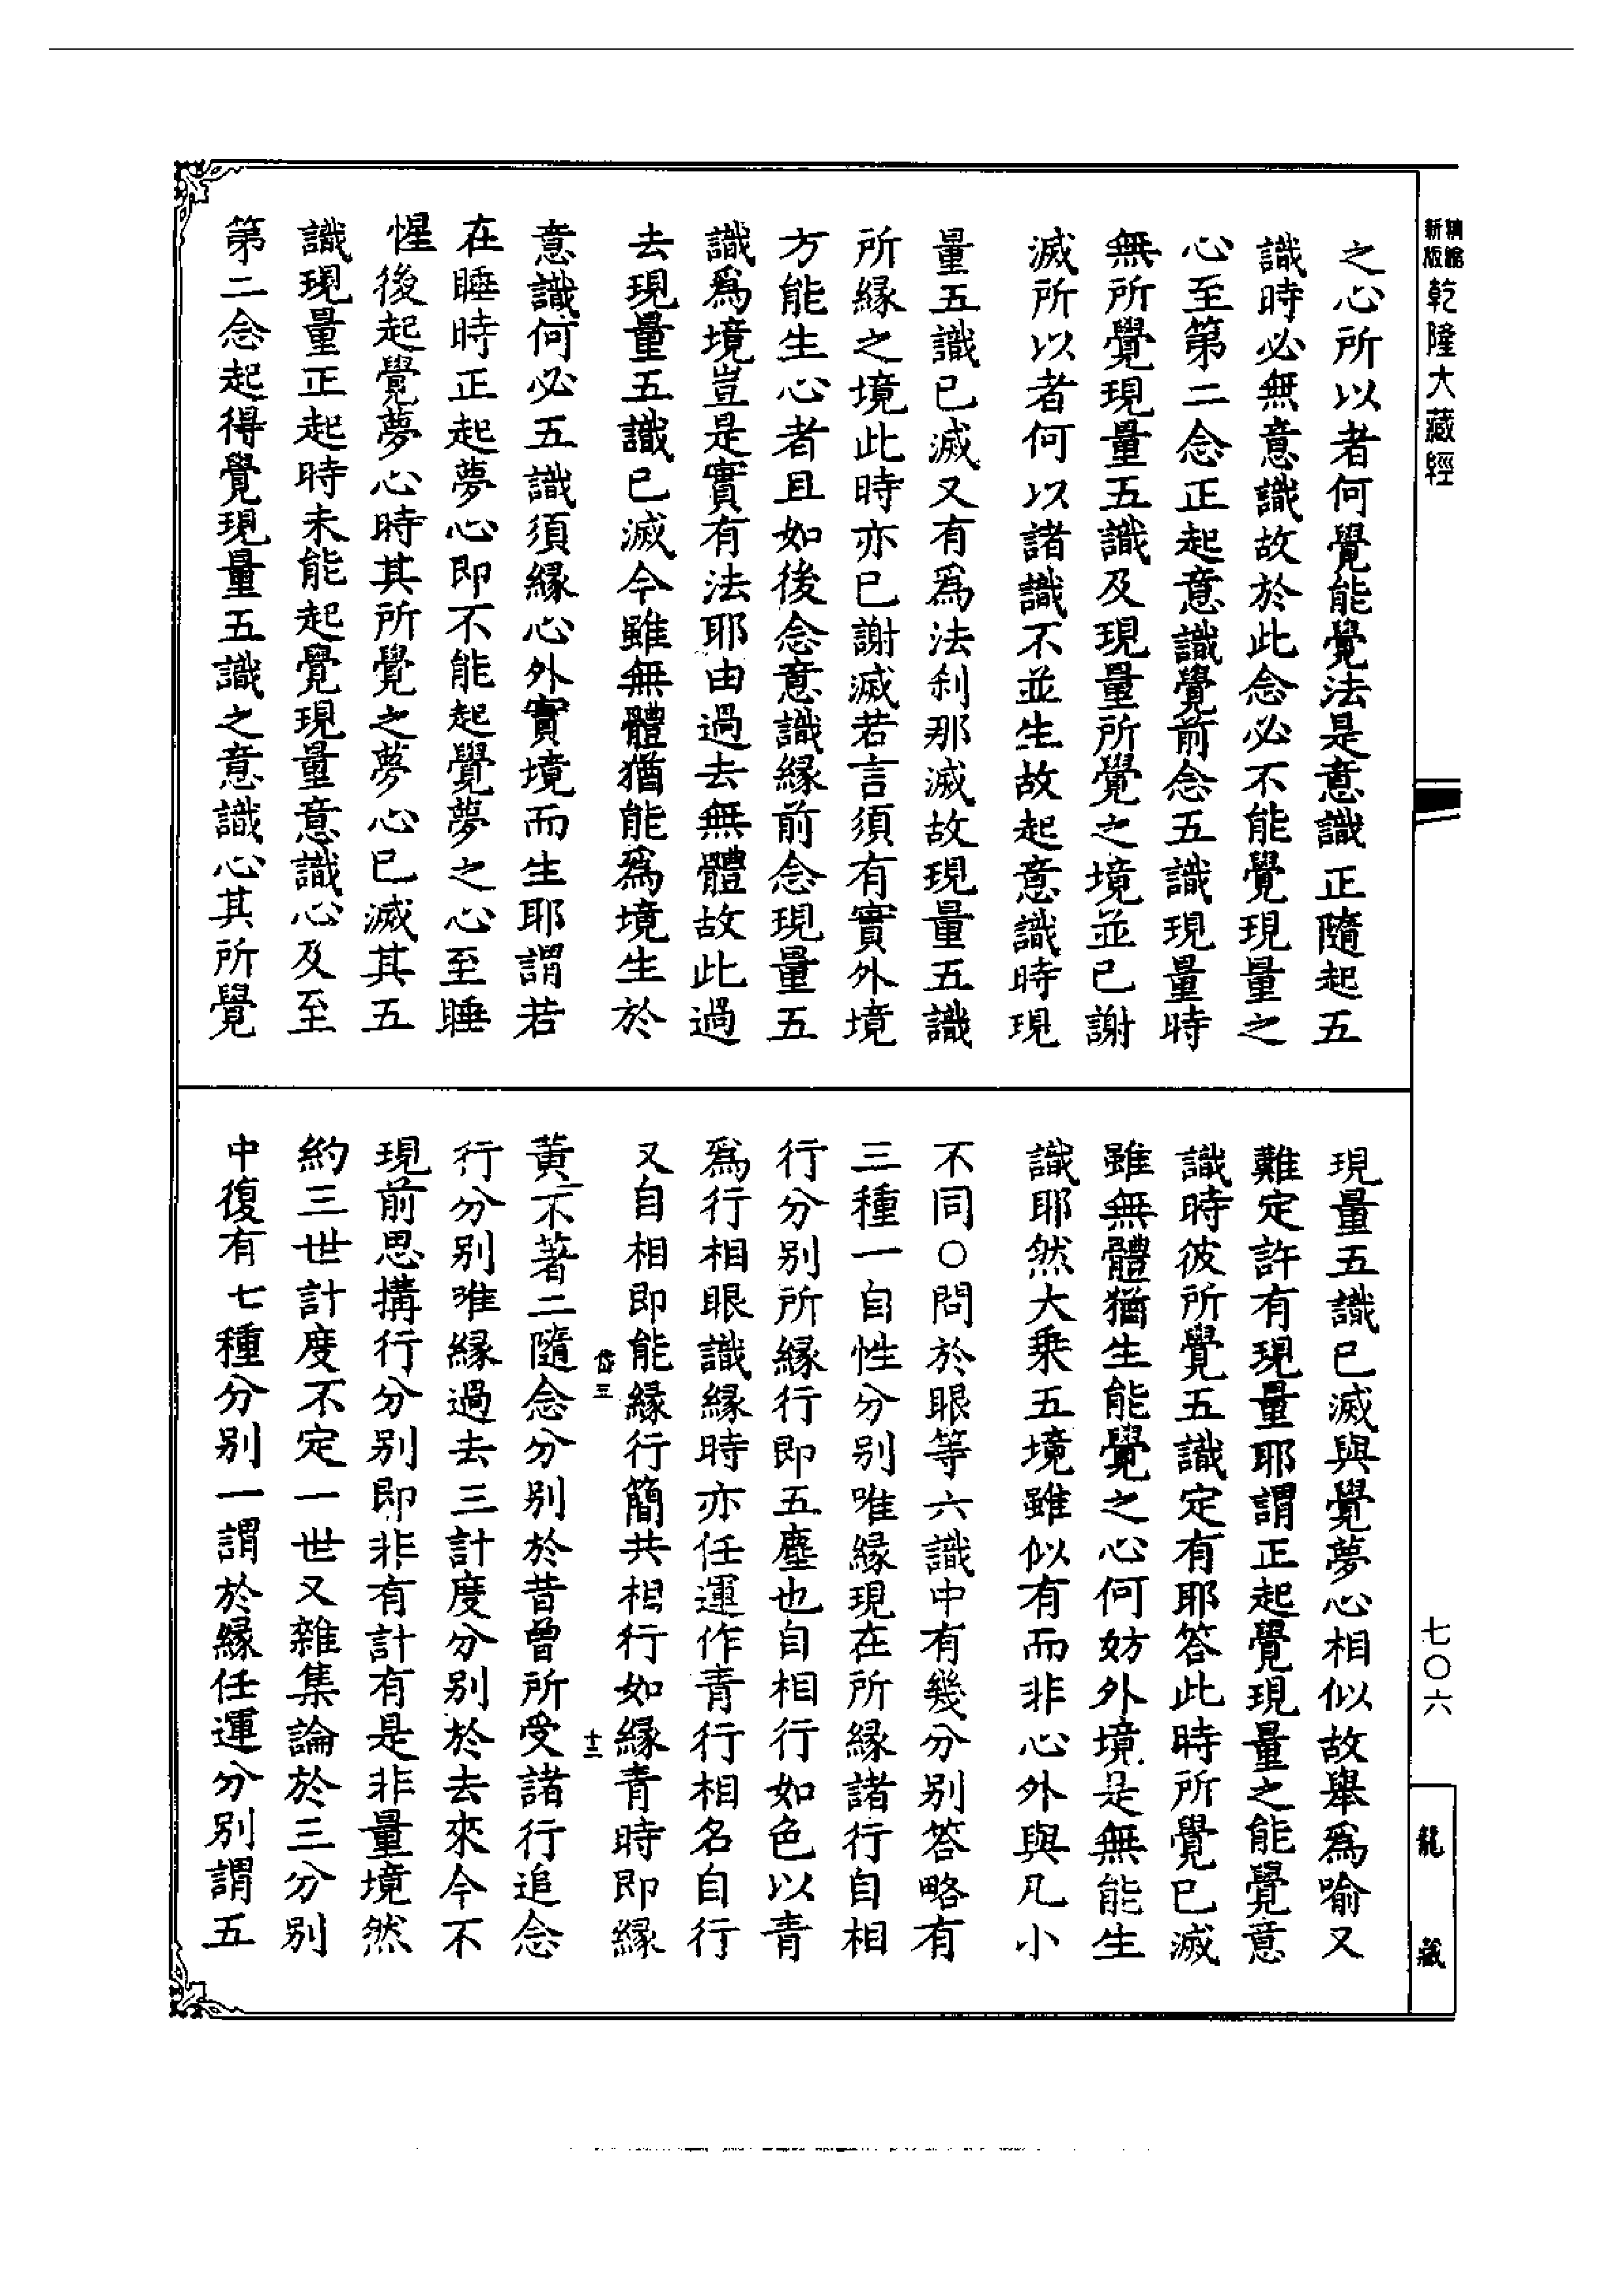 精緻
新版
乾隆大藏經
之心所以者何覺能覺法是意識正隨起五
識時必無意識故於此念必不能覺現量之
心至第二念正起意識覺前念五識現量時
無所覺現量五識及現量所覺之境並已謝
滅所以者何以諸識不並生故起意識時現
量五識已滅又有爲法刹那滅故現量五識
所緣之境此時亦已謝滅若言須有實外境
方能生心者且如後念意識緣前念現量五
識爲境豈是實有法耶由過去無體故此過
去現量五識已滅今雖無體猶能爲境生於
意識何必五識須緣心外實境而生耶謂若
在睡時正起夢心即不能起覺夢之心至睡
惺後起覺夢心時其所覺之夢心已滅其五
識現量正起時未能起覺現量意識心及至
第二念起得覺現量五識之意識心其所覺
現量五識已滅與覺夢心相似故舉爲喻又
難定許有現量耶謂正起覺現量之能覺意
識時彼所覺五識定有耶答此時所覺已滅
雖無體猶生能覺之心何妨外境是無能生
識耶然大乘五境雖似有而非心外與凡小
不同○問於眼等六識中有幾分別答略有
三種一自性分別唯緣現在所緣諸行自相
行分別所緣行即五塵也自相行如色以青
爲行相眼識緣時亦任運作青行相名自行
又自相即能緣行簡共相行如緣青時即緣
岱三
十三
黃不著二隨念分別於昔曾所受諸行追念
行分別唯緣過去三計度分別於去來今不
現前思搆行分別即非有計有是非量境然
約三世計度不定一世又雜集論於三分別
中復有七種分別一謂於緣任運分別謂五
七〇六
龍藏